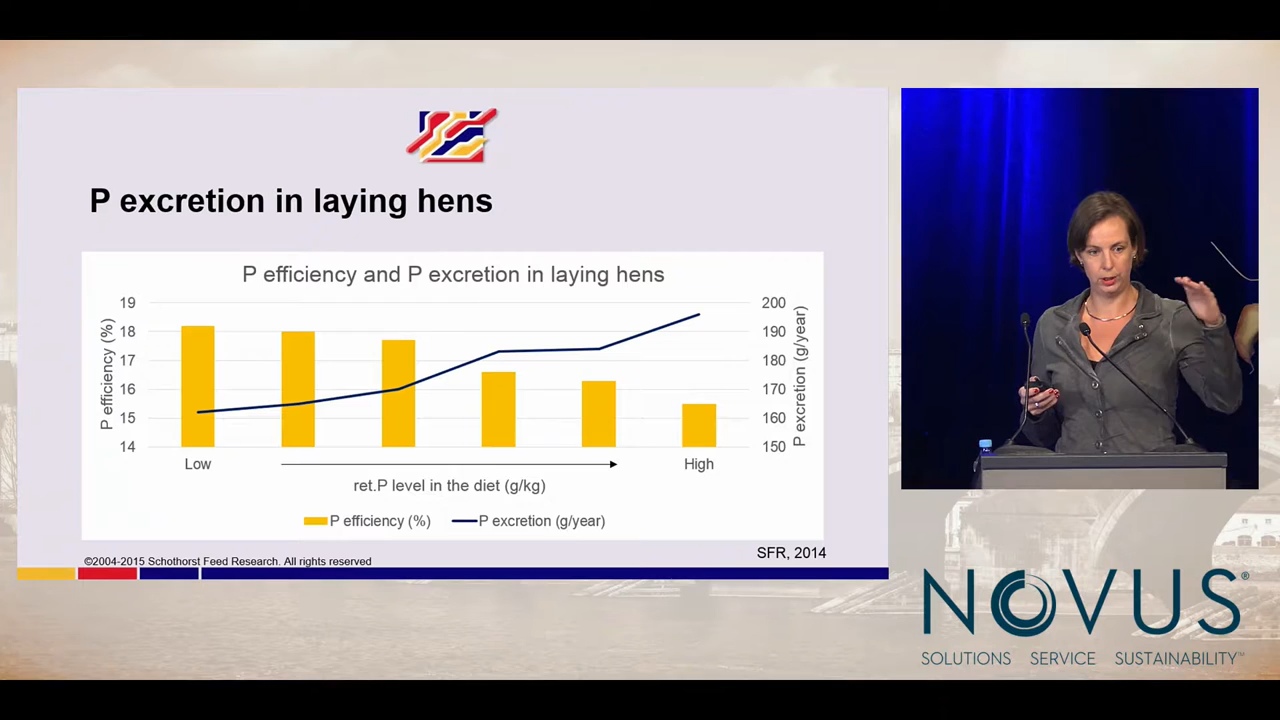 P excretion in laying hens
P efficiency and P excretion in laying hens
19
18
17
16
15
14
P efficiency (%)
200
190
180
170
160
150
P excretion (g/year)
Low
High
ret.P level in the diet (g/kg)
P efficiency (%)
P excretion (g/year)
SFR, 2014
©2004-2015 Schothorst Feed Research. All rights reserved
NOVUS®
SOLUTIONS SERVICE SUSTAINABILITY™